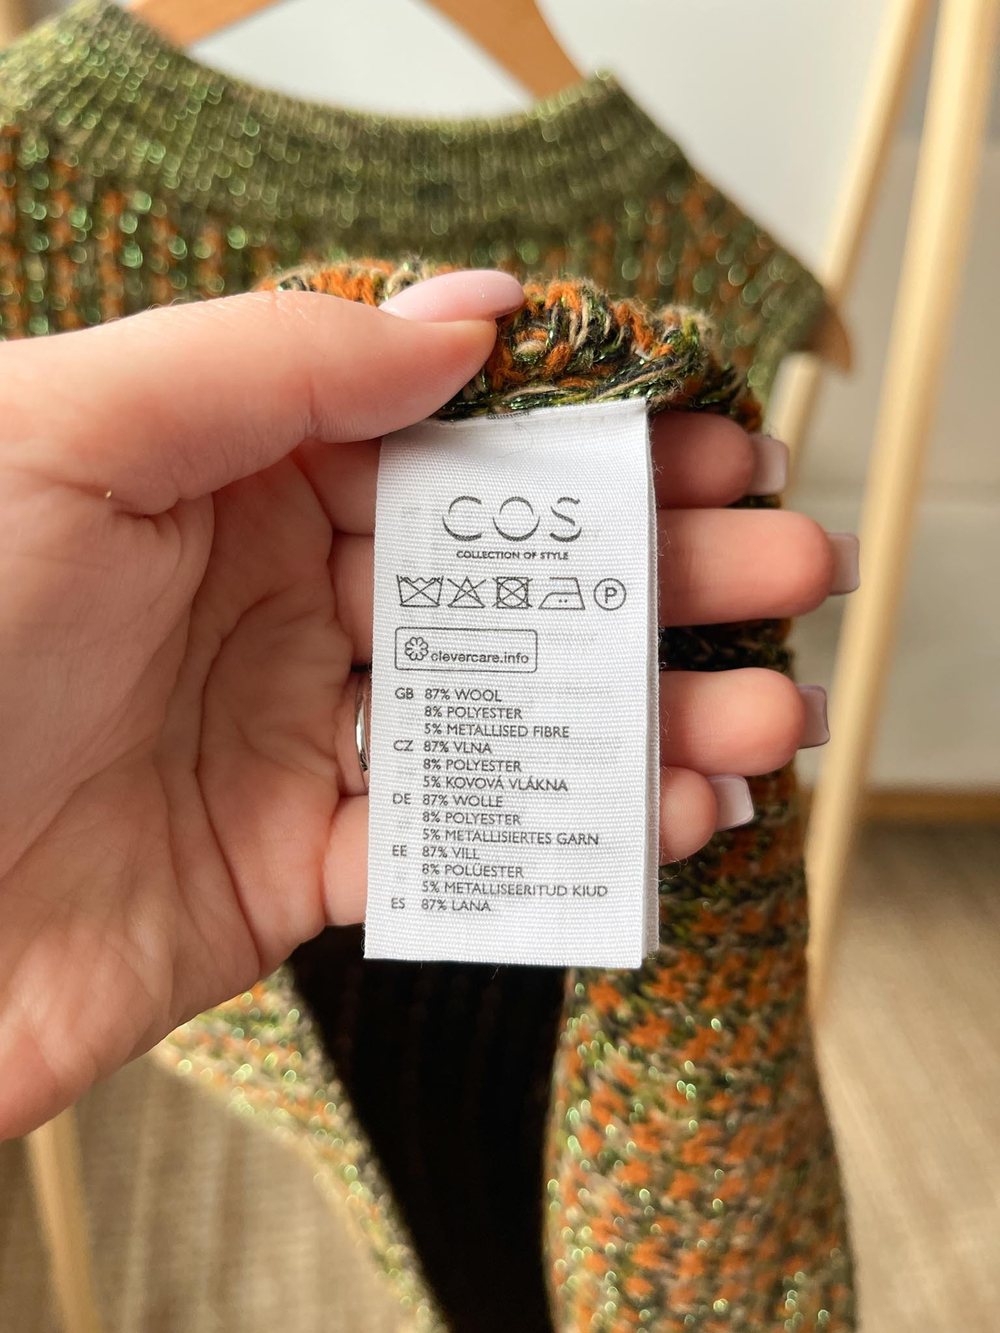 COS
COLLECTION OF STYLE
P
clevercare.info
GB 87% WOOL
8% POLYESTER
5% METALLISED FIBRE
CZ 87% VLNA
8% POLYESTER
5% KOVOVÁ VLÁKNA
DE 87% WOLLE
8% POLYESTER
5% METALLISIERTES GARN
EE 87% VILL
8% POLÜESTER
5% METALLISEERITUD KIUD
ES 87% LANA